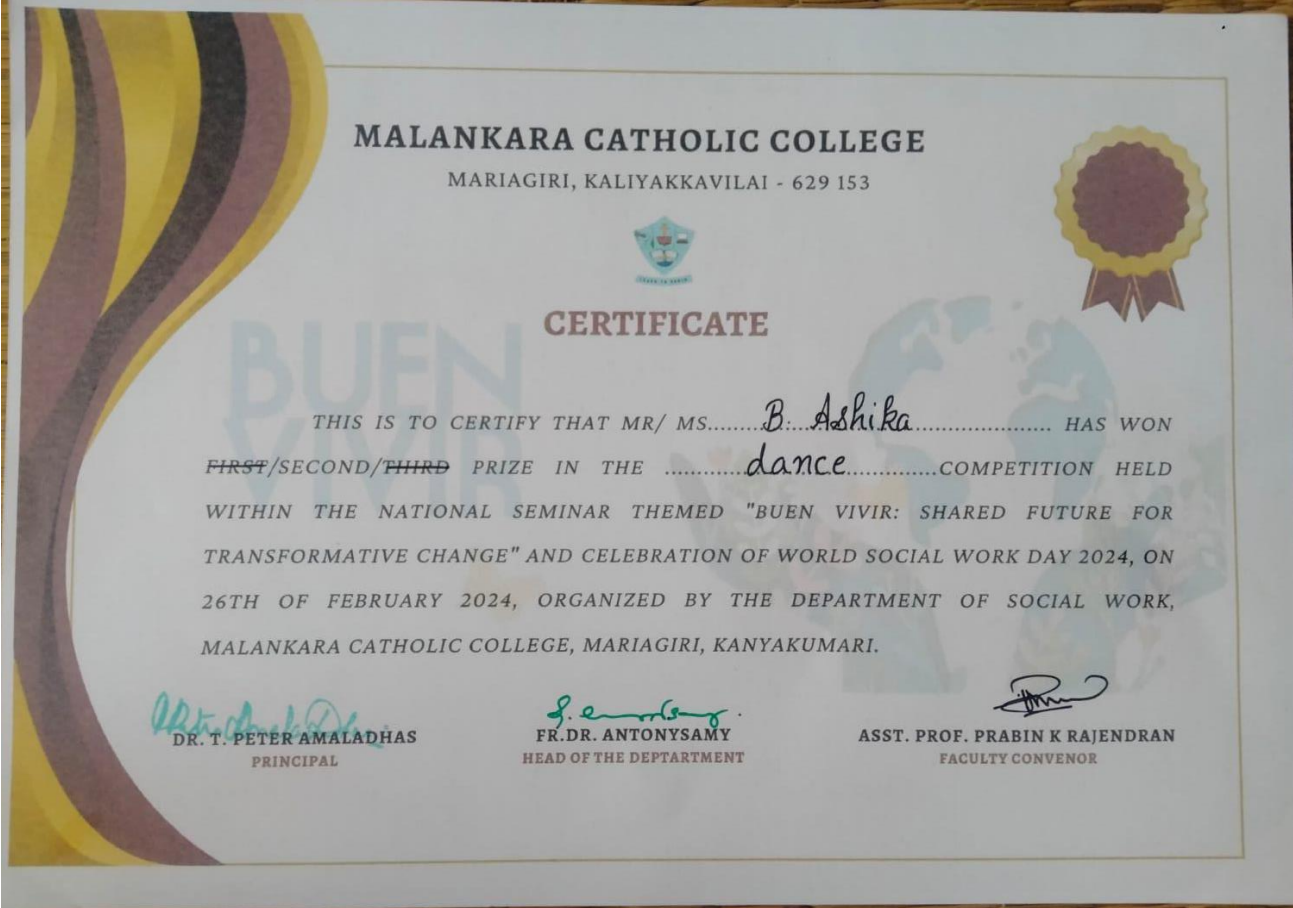 MALANKARA CATHOLIC COLLEGE
MARIAGIRI, KALIYAKKAVILAI - 629 153
CERTIFICATE
BUEN
VIVIR
THIS IS TO CERTIFY THAT MR/ MS........B. Ashika..................... HAS WON
FIRST/SECOND/THIRD PRIZE IN THE ............dance.............COMPETITION HELD
WITHIN THE NATIONAL SEMINAR THEMED "BUEN VIVIR: SHARED FUTURE FOR
TRANSFORMATIVE CHANGE" AND CELEBRATION OF WORLD SOCIAL WORK DAY 2024, ON
26TH OF FEBRUARY 2024, ORGANIZED BY THE DEPARTMENT OF SOCIAL WORK,
MALANKARA CATHOLIC COLLEGE, MARIAGIRI, KANYAKUMARI.
DR. T. PETER AMALADHAS
PRINCIPAL
FR.DR. ANTONYSAMY
HEAD OF THE DEPTARTMENT
ASST. PROF. PRABIN K RAJENDRAN
FACULTY CONVENOR